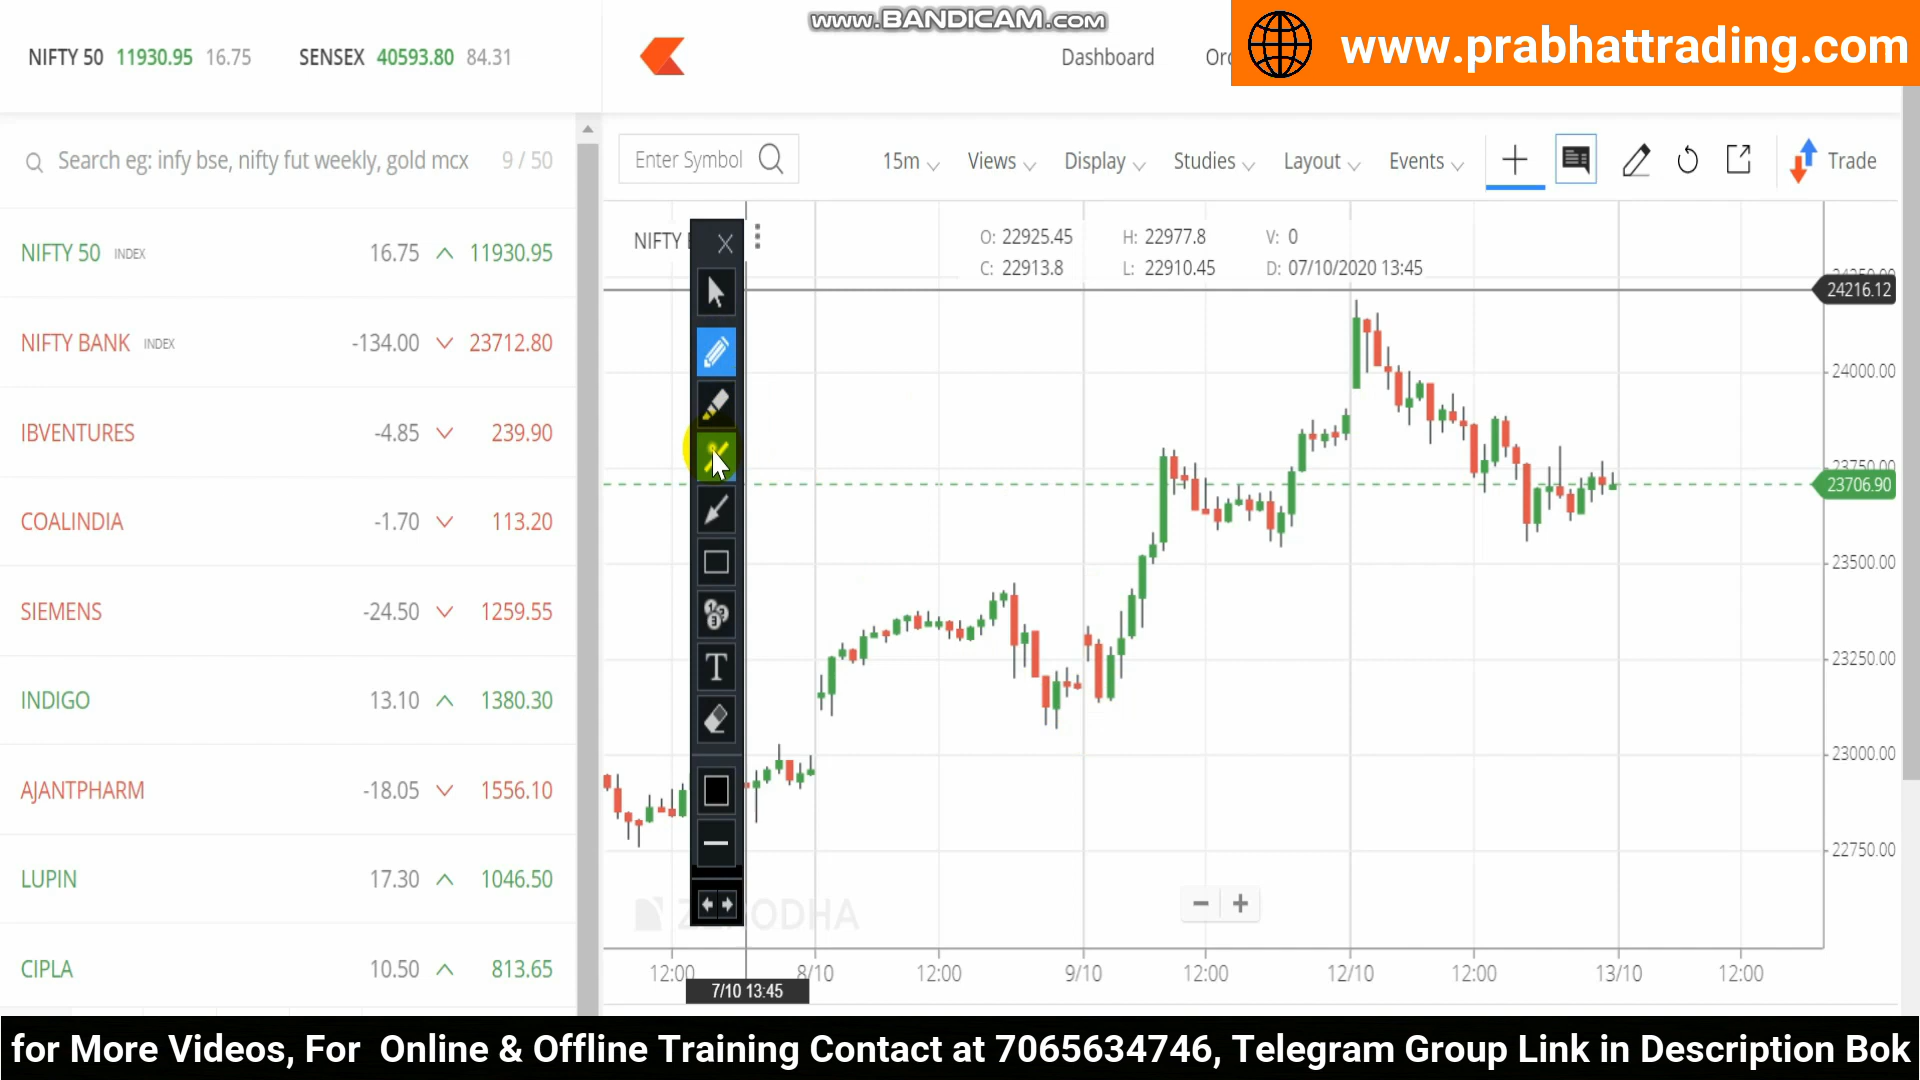 www.BANDICAM.com
www.prabhattrading.com
NIFTY 50 11930.95 16.75 SENSEX 40593.80 84.31
Dashboard
Search eg: infy bse, nifty fut weekly, gold mcx 9 / 50
Enter Symbol 15m Views Display Studies Layout Events Trade
NIFTY 50 INDEX 16.75 11930.95
NIFTY BANK INDEX -134.00 23712.80
IBVENTURES -4.85 239.90
COALINDIA -1.70 113.20
SIEMENS -24.50 1259.55
INDIGO 13.10 1380.30
AJANTPHARM -18.05 1556.10
LUPIN 17.30 1046.50
CIPLA 10.50 813.65
NIFTY
O: 22925.45 H: 22977.8 V: 0
C: 22913.8 L: 22910.45 D: 07/10/2020 13:45
24216.12
24000.00
23750.00
23706.90
23500.00
23250.00
23000.00
22750.00
T
12:00 8/10 12:00 9/10 12:00 12/10 12:00 13/10 12:00
7/10 13:45
for More Videos, For Online & Offline Training Contact at 7065634746, Telegram Group Link in Description Bok